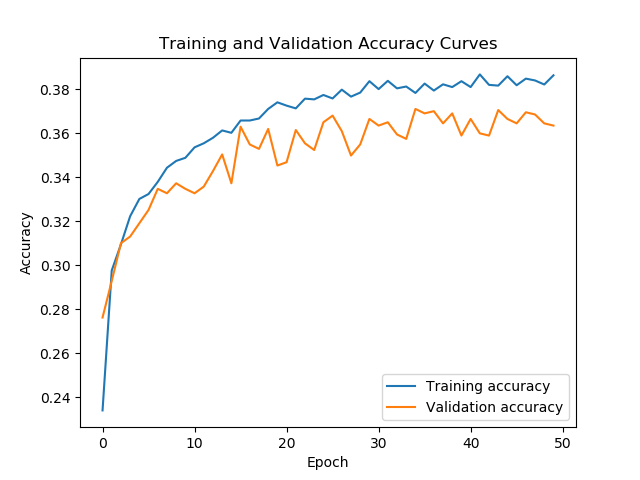 Training and Validation Accuracy Curves
0.38
0.36
0.34
0.32
0.30
0.28
0.26
0.24
Accuracy
Training accuracy
Validation accuracy
0 10 20 30 40 50
Epoch